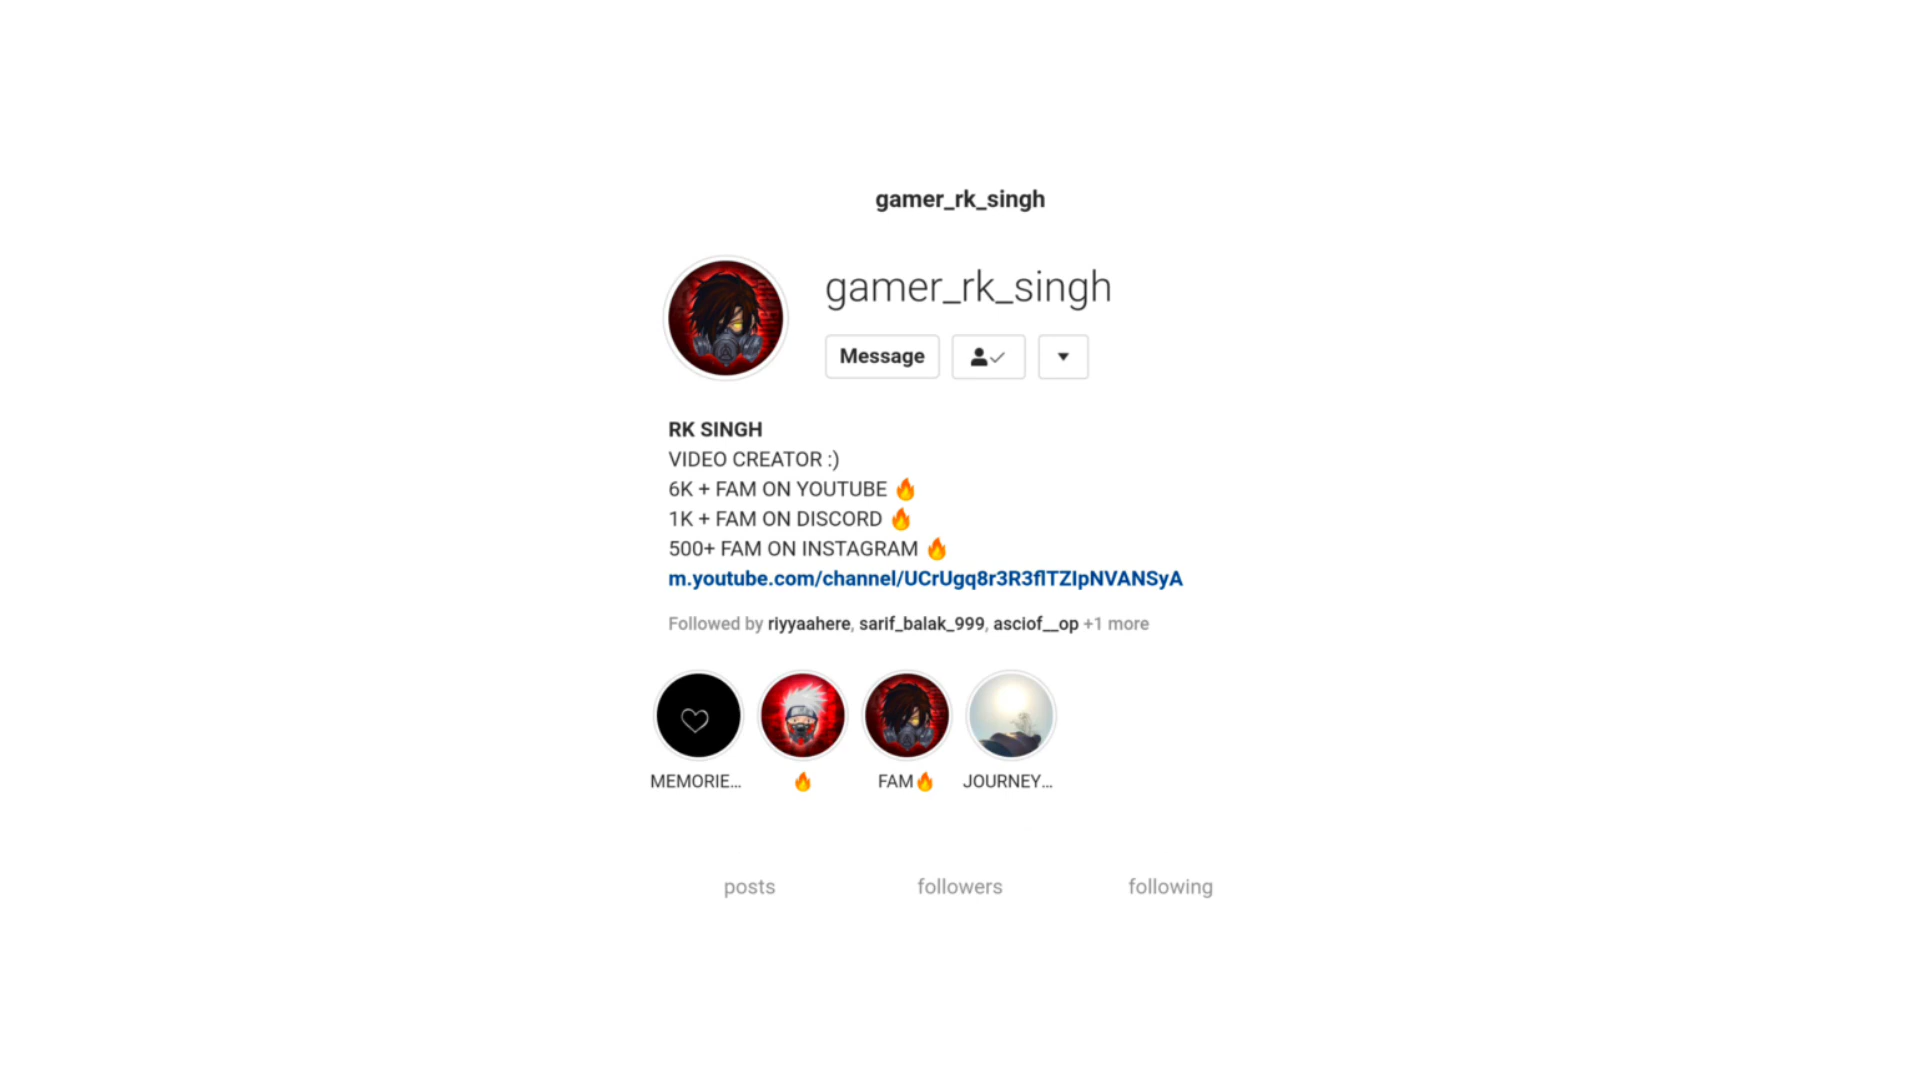 gamer_rk_singh
gamer_rk_singh
Message
RK SINGH
VIDEO CREATOR :)
6K + FAM ON YOUTUBE 🔥
1K + FAM ON DISCORD 🔥
500+ FAM ON INSTAGRAM 🔥
m.youtube.com/channel/UCrUgq8r3R3flTZIpNVANSyA
Followed by riyyaahere, sarif_balak_999, asciof__op +1 more
MEMORIE... 🔥 FAM🔥 JOURNEY...
posts followers following